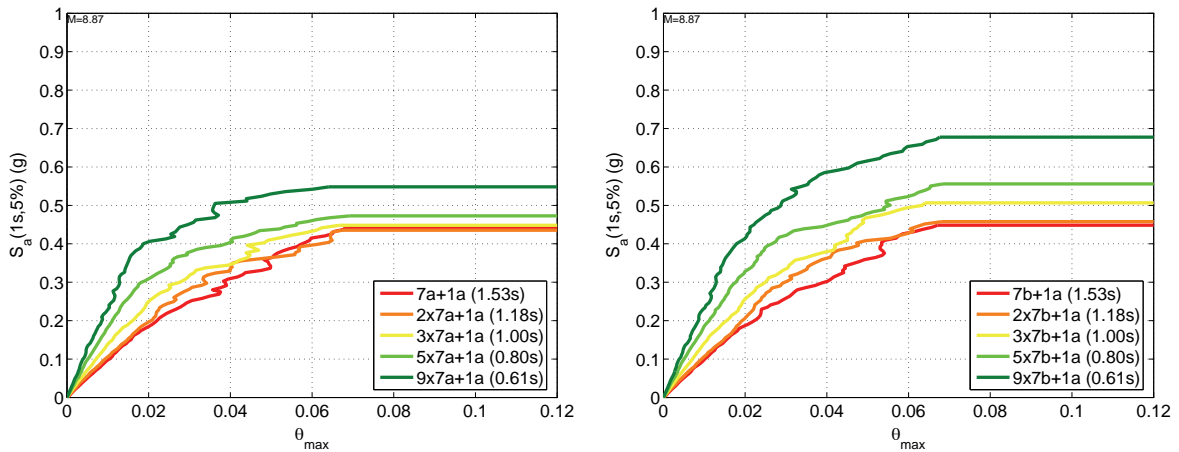 M=8.87
1
0.9
0.8
0.7
0.6
0.5
0.4
0.3
0.2
0.1
0
S_a(1s,5%) (g)
0 0.02 0.04 0.06 0.08 0.1 0.12
θ_max
7a+1a (1.53s)
2x7a+1a (1.18s)
3x7a+1a (1.00s)
5x7a+1a (0.80s)
9x7a+1a (0.61s)
M=8.87
1
0.9
0.8
0.7
0.6
0.5
0.4
0.3
0.2
0.1
0
S_a(1s,5%) (g)
0 0.02 0.04 0.06 0.08 0.1 0.12
θ_max
7b+1a (1.53s)
2x7b+1a (1.18s)
3x7b+1a (1.00s)
5x7b+1a (0.80s)
9x7b+1a (0.61s)